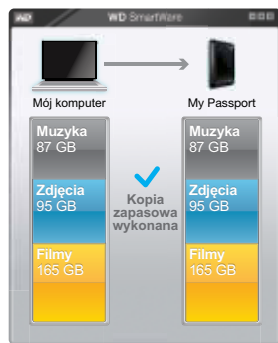 WD SmartWare
Mój komputer
My Passport
Muzyka
87 GB
Zdjęcia
95 GB
Filmy
165 GB
Kopia
zapasowa
wykonana
Muzyka
87 GB
Zdjęcia
95 GB
Filmy
165 GB